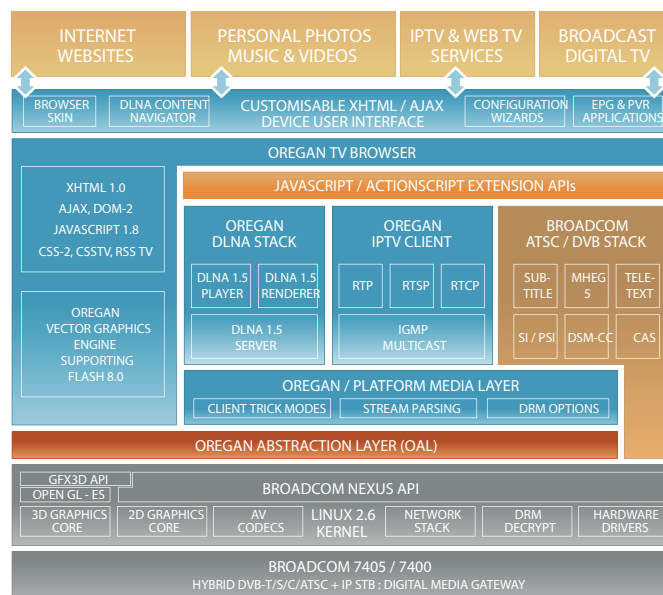 INTERNET
WEBSITES
PERSONAL PHOTOS
MUSIC & VIDEOS
IPTV & WEB TV
SERVICES
BROADCAST
DIGITAL TV
BROWSER
SKIN
DLNA CONTENT
NAVIGATOR
CUSTOMISABLE XHTML / AJAX
DEVICE USER INTERFACE
CONFIGURATION
WIZARDS
EPG & PVR
APPLICATIONS
OREGAN TV BROWSER
XHTML 1.0
AJAX, DOM-2
JAVASCRIPT 1.8
CSS-2, CSSTV, RSS TV
OREGAN
VECTOR GRAPHICS
ENGINE
SUPPORTING
FLASH 8.0
JAVASCRIPT / ACTIONSCRIPT EXTENSION APIs
OREGAN
DLNA STACK
DLNA 1.5
PLAYER
DLNA 1.5
RENDERER
DLNA 1.5
SERVER
OREGAN
IPTV CLIENT
RTP
RTSP
RTCP
IGMP
MULTICAST
BROADCOM
ATSC / DVB STACK
SUB-
TITLE
MHEG
5
TELE-
TEXT
SI / PSI
DSM-CC
CAS
OREGAN / PLATFORM MEDIA LAYER
CLIENT TRICK MODES
STREAM PARSING
DRM OPTIONS
OREGAN ABSTRACTION LAYER (OAL)
GFX3D API
OPEN GL - ES
BROADCOM NEXUS API
3D GRAPHICS
CORE
2D GRAPHICS
CORE
AV
CODECS
LINUX 2.6
KERNEL
NETWORK
STACK
DRM
DECRYPT
HARDWARE
DRIVERS
BROADCOM 7405 / 7400
HYBRID DVB-T/S/C/ATSC + IP STB : DIGITAL MEDIA GATEWAY